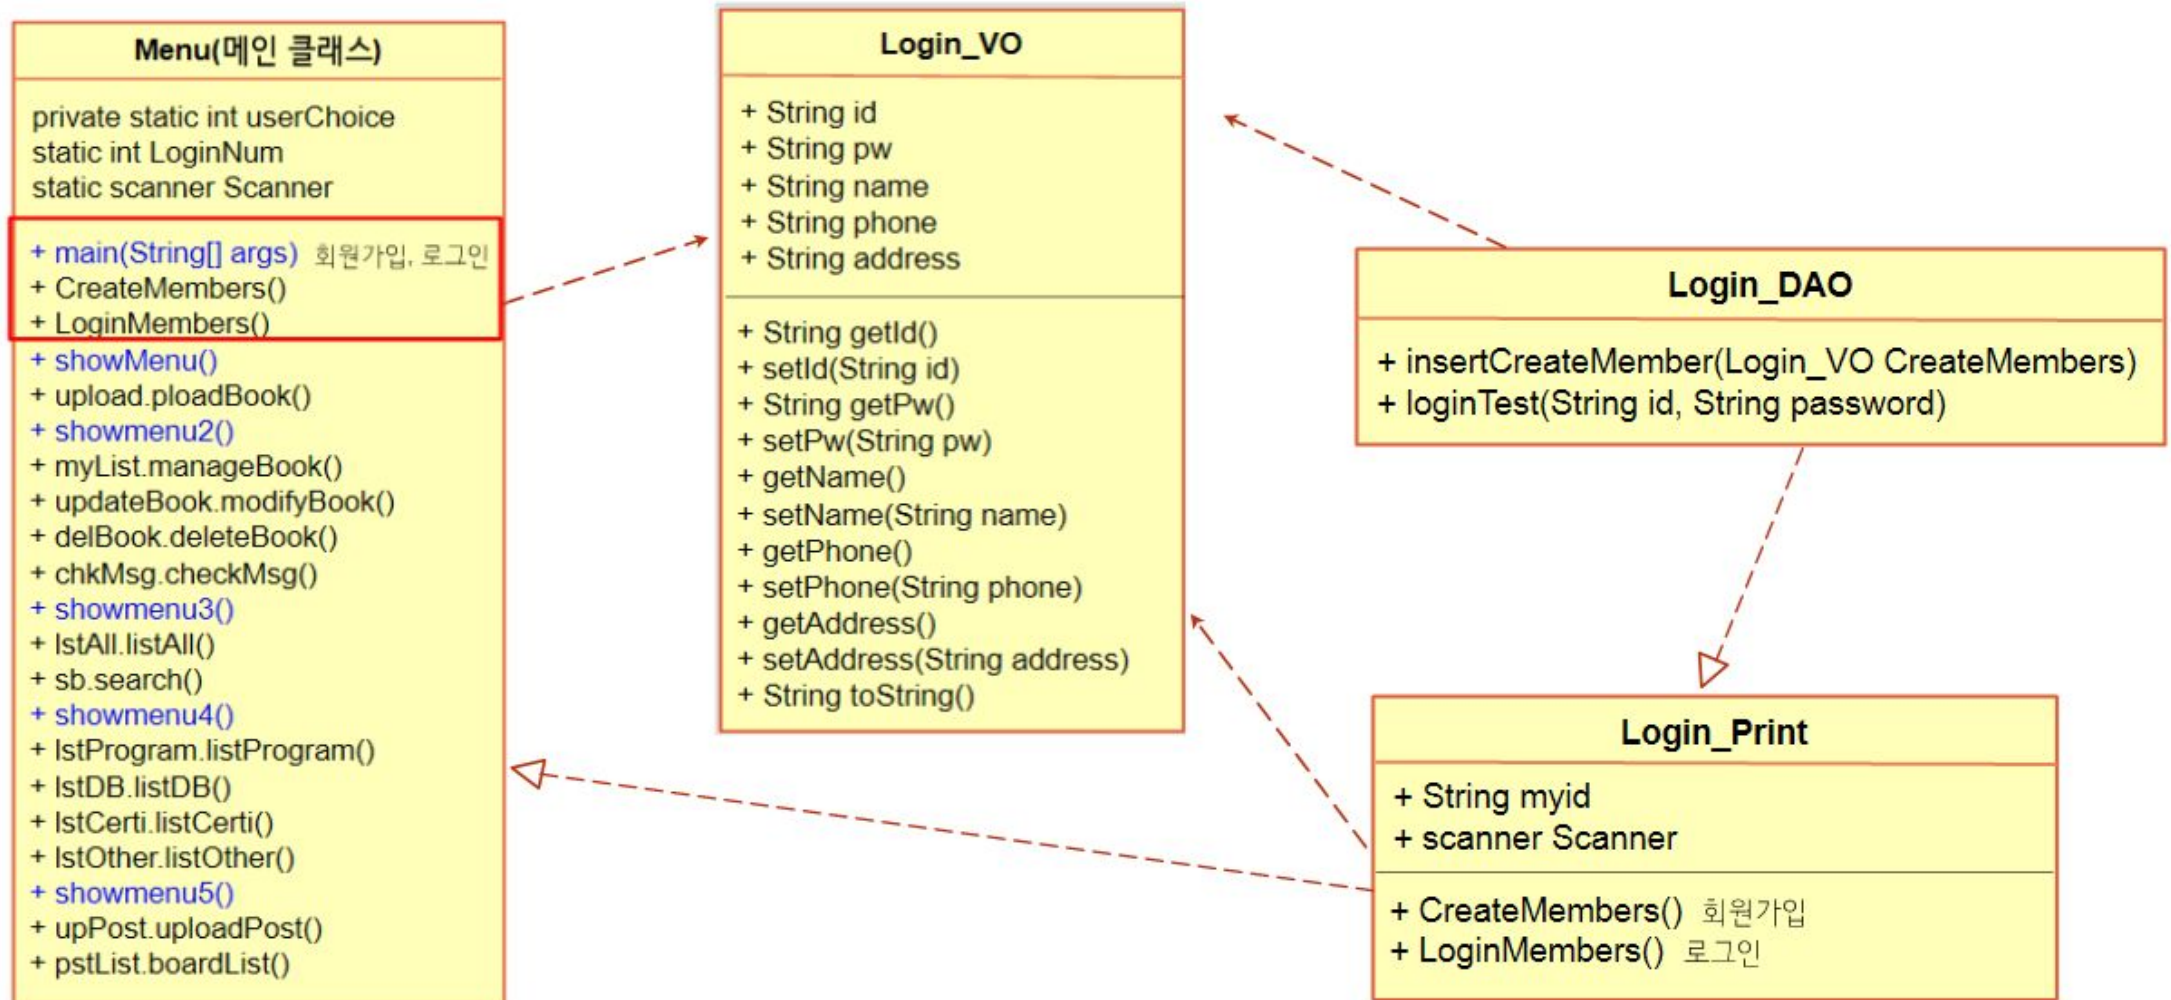 Menu(메인 클래스)
private static int userChoice
static int LoginNum
static scanner Scanner
+ main(String[] args) 회원가입, 로그인
+ CreateMembers()
+ LoginMembers()
+ showMenu()
+ upload.ploadBook()
+ showmenu2()
+ myList.manageBook()
+ updateBook.modifyBook()
+ delBook.deleteBook()
+ chkMsg.checkMsg()
+ showmenu3()
+ lstAll.listAll()
+ sb.search()
+ showmenu4()
+ lstProgram.listProgram()
+ lstDB.listDB()
+ lstCerti.listCerti()
+ lstOther.listOther()
+ showmenu5()
+ upPost.uploadPost()
+ pstList.boardList()
Login_VO
+ String id
+ String pw
+ String name
+ String phone
+ String address
+ String getId()
+ setId(String id)
+ String getPw()
+ setPw(String pw)
+ getName()
+ setName(String name)
+ getPhone()
+ setPhone(String phone)
+ getAddress()
+ setAddress(String address)
+ String toString()
Login_DAO
+ insertCreateMember(Login_VO CreateMembers)
+ loginTest(String id, String password)
Login_Print
+ String myid
+ scanner Scanner
+ CreateMembers() 회원가입
+ LoginMembers() 로그인